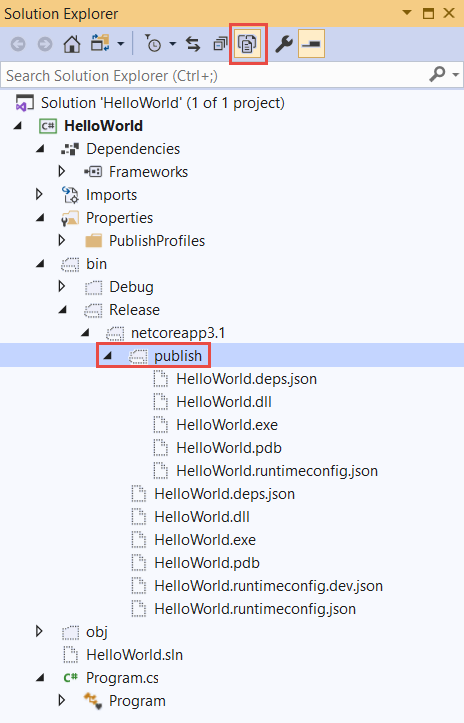 Solution Explorer
Search Solution Explorer (Ctrl+;)
Solution 'HelloWorld' (1 of 1 project)
C# HelloWorld
Dependencies
Frameworks
Imports
Properties
PublishProfiles
bin
Debug
Release
netcoreapp3.1
publish
HelloWorld.deps.json
HelloWorld.dll
HelloWorld.exe
HelloWorld.pdb
HelloWorld.runtimeconfig.json
HelloWorld.deps.json
HelloWorld.dll
HelloWorld.exe
HelloWorld.pdb
HelloWorld.runtimeconfig.dev.json
HelloWorld.runtimeconfig.json
obj
HelloWorld.sln
C# Program.cs
Program